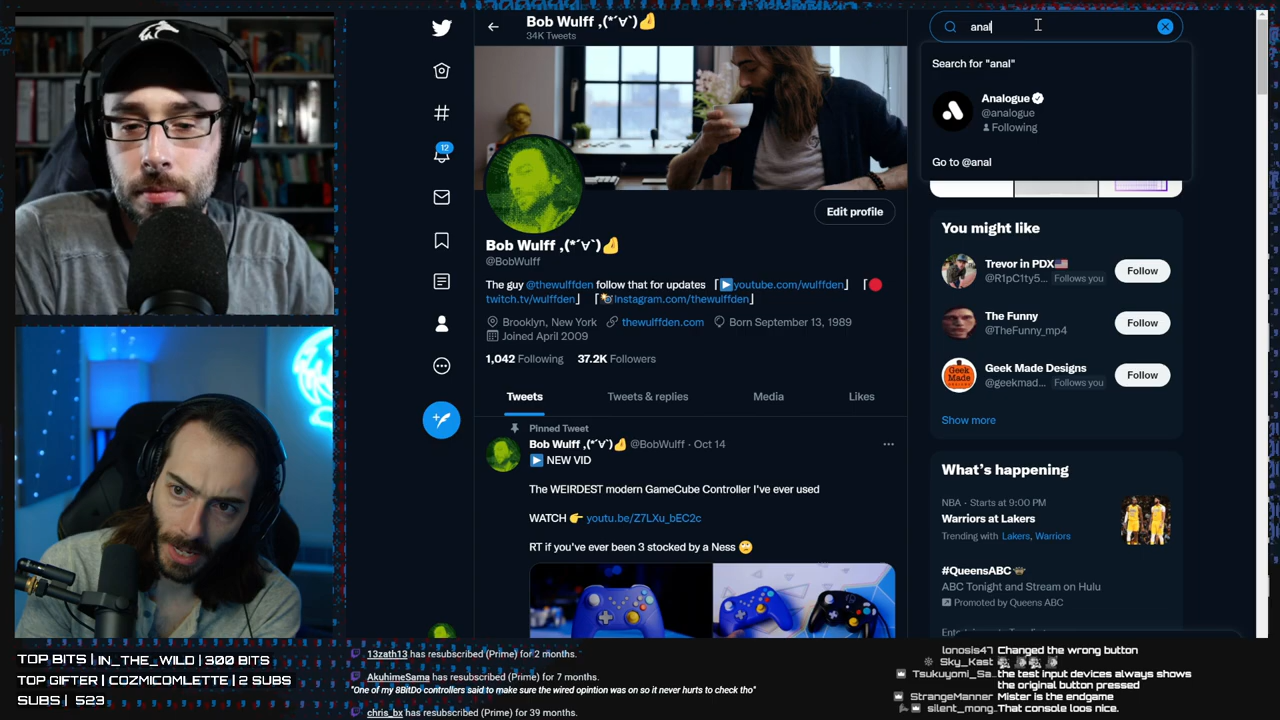 Bob Wulff ,(*´∀`)🤌
34K Tweets
anal
Search for "anal"
Analogue
@analogue
Following
Go to @anal
12
Edit profile
Bob Wulff ,(*´∀`)🤌
@BobWulff
The guy @thewulffden follow that for updates ⌈▶youtube.com/wulffden⌋ ⌈🔴
twitch.tv/wulffden⌋ ⌈📸Instagram.com/thewulffden⌋
Brooklyn, New York thewulffden.com Born September 13, 1989
Joined April 2009
1,042 Following 37.2K Followers
Tweets Tweets & replies Media Likes
Pinned Tweet
Bob Wulff ,(*´∀`)🤌 @BobWulff · Oct 14
▶ NEW VID
The WEIRDEST modern GameCube Controller I've ever used
WATCH 👉 youtu.be/Z7LXu_bEC2c
RT if you've ever been 3 stocked by a Ness 🙄
You might like
Trevor in PDX🇺🇸
@R1pC1ty5... Follows you
Follow
The Funny
@TheFunny_mp4
Follow
Geek Made Designs
@geekmad... Follows you
Follow
Show more
What's happening
NBA · Starts at 9:00 PM
Warriors at Lakers
Trending with Lakers, Warriors
#QueensABC
ABC Tonight and Stream on Hulu
Promoted by Queens ABC
TOP BITS | IN_THE_WILD | 300 BITS
TOP GIFTER | COZMICOMLETTE | 2 SUBS
SUBS | 523
13zath13 has resubscribed (Prime) for 2 months.
AkuhimeSama has resubscribed (Prime) for 7 months.
"One of my 8BitDo controllers said to make sure the wired opintion was on so it never hurts to check tho"
chris_bx has resubscribed (Prime) for 39 months.
lonosis47 Changed the wrong button
Sky_Kast
Tsukuyomi_Sa.. the test input devices always shows
the original button pressed
StrangeManner Mister is the endgame
silent_mong.. That console loos nice.